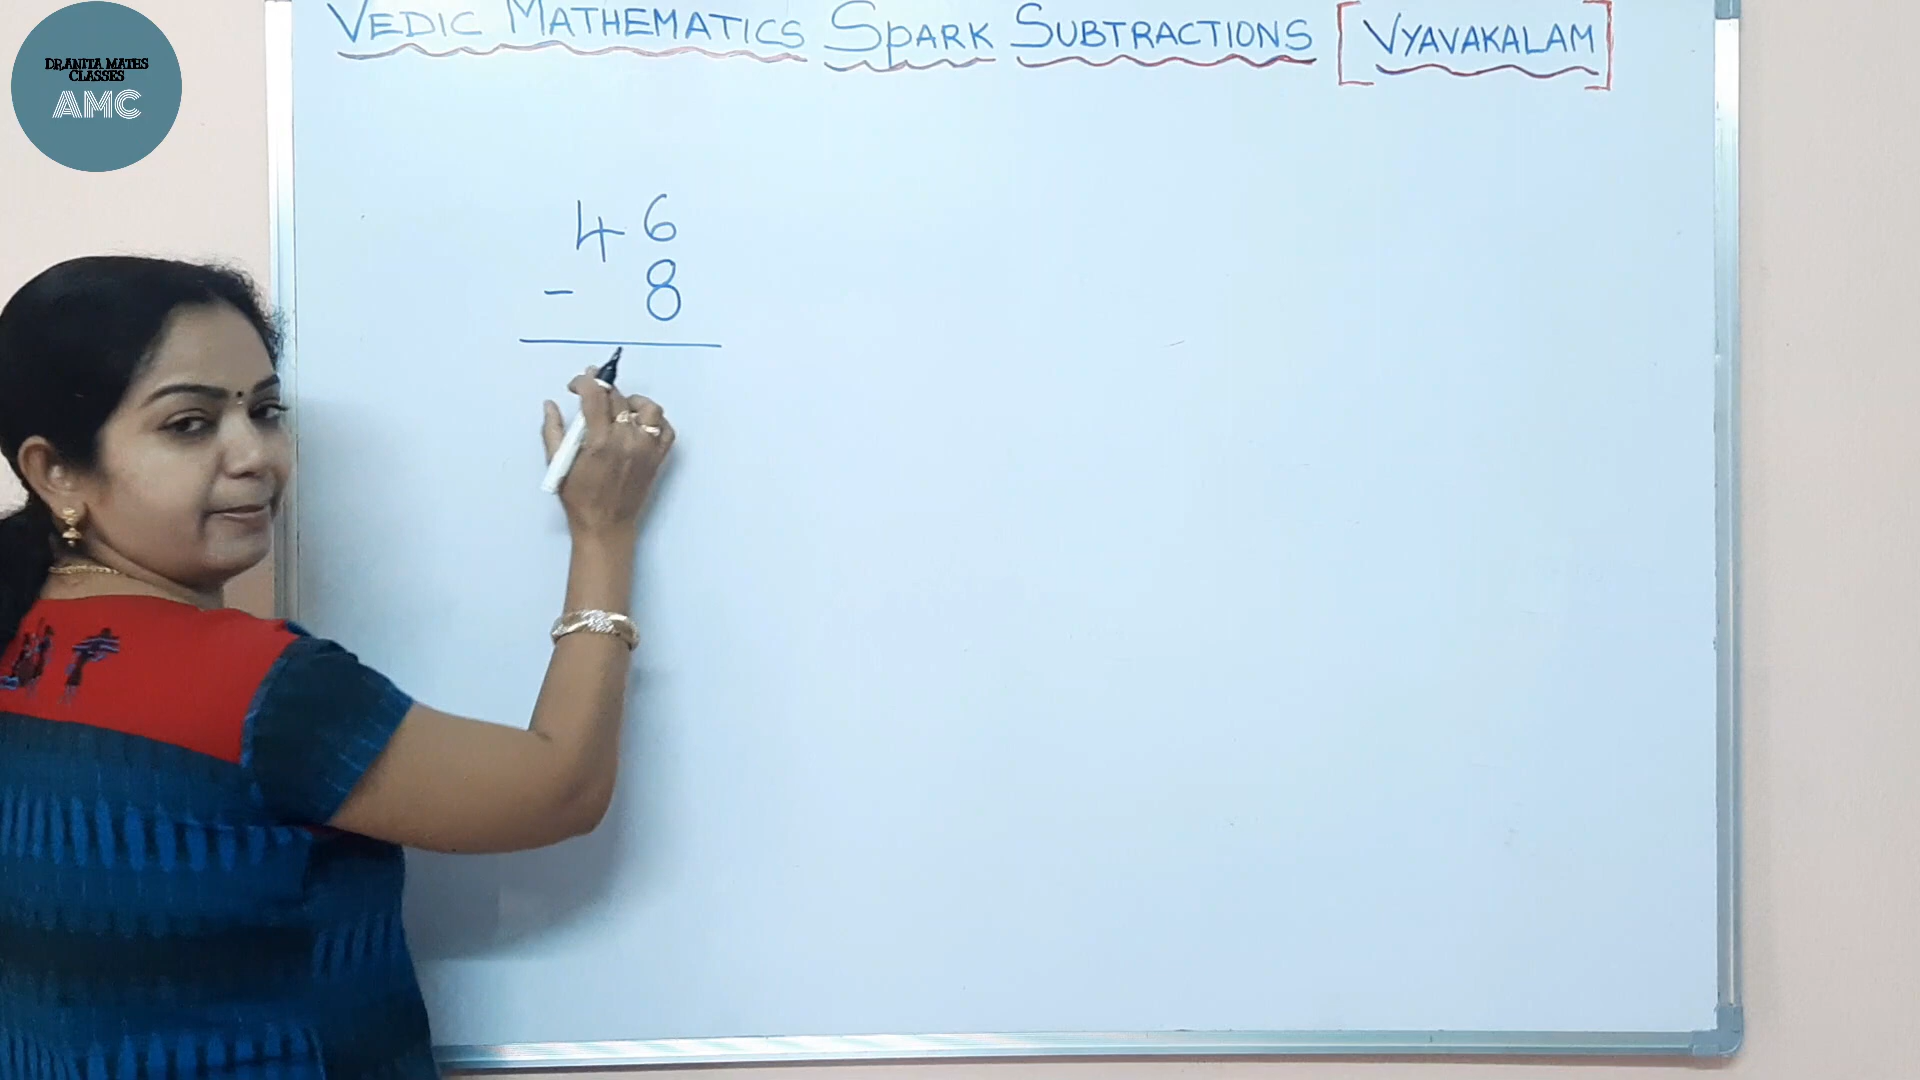 VEDIC MATHEMATICS SPARK SUBTRACTIONS [VYAVAKALAM]
DR.ANITA MATHS
CLASSES
AMC
46
- 8